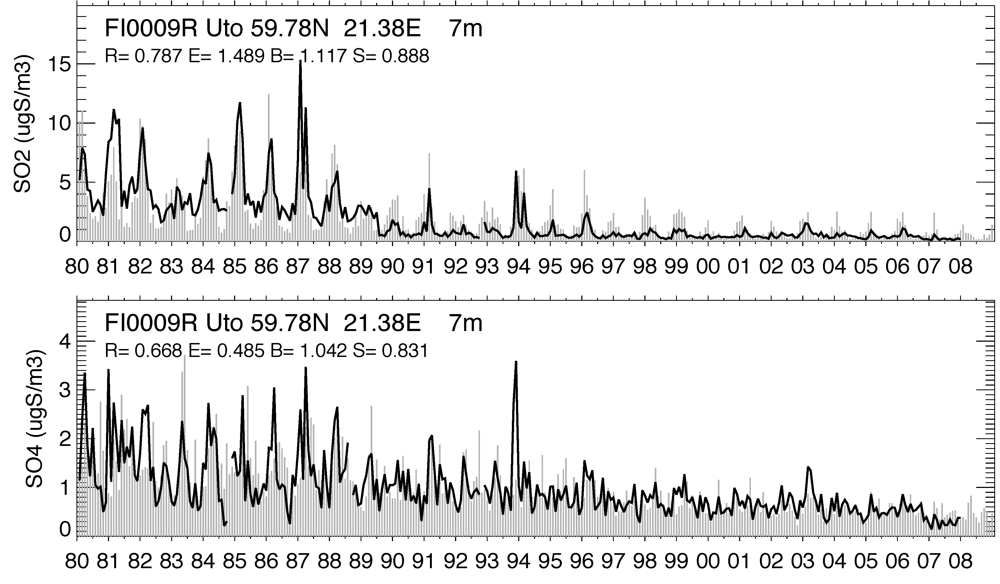 FI0009R Uto 59.78N 21.38E 7m
R= 0.787 E= 1.489 B= 1.117 S= 0.888
SO2 (ugS/m3)
15
10
5
0
80 81 82 83 84 85 86 87 88 89 90 91 92 93 94 95 96 97 98 99 00 01 02 03 04 05 06 07 08
FI0009R Uto 59.78N 21.38E 7m
R= 0.668 E= 0.485 B= 1.042 S= 0.831
SO4 (ugS/m3)
4
3
2
1
0
80 81 82 83 84 85 86 87 88 89 90 91 92 93 94 95 96 97 98 99 00 01 02 03 04 05 06 07 08